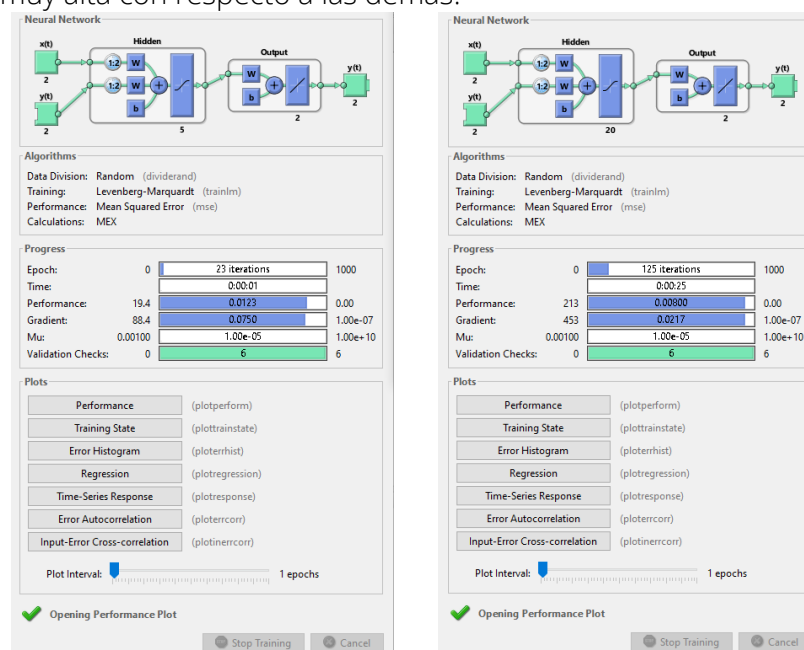 muy alta con respecto a las demás.
Neural Network
Hidden
Output
x(t)
y(t)
2
1:2
W
y(t)
2
1:2
W
b
+
5
W
b
+
2
2
Algorithms
Data Division: Random (dividerand)
Training: Levenberg-Marquardt (trainlm)
Performance: Mean Squared Error (mse)
Calculations: MEX
Progress
Epoch: 0 23 iterations 1000
Time: 0:00:01
Performance: 19.4 0.0123 0.00
Gradient: 88.4 0.0750 1.00e-07
Mu: 0.00100 1.00e-05 1.00e+10
Validation Checks: 0 6 6
Plots
Performance (plotperform)
Training State (plottrainstate)
Error Histogram (ploterrhist)
Regression (plotregression)
Time-Series Response (plotresponse)
Error Autocorrelation (ploterrcorr)
Input-Error Cross-correlation (plotinerrcorr)
Plot Interval: 1 epochs
Opening Performance Plot
Stop Training Cancel
Neural Network
Hidden
Output
x(t)
y(t)
2
1:2
W
y(t)
2
1:2
W
b
+
20
W
b
+
2
2
Algorithms
Data Division: Random (dividerand)
Training: Levenberg-Marquardt (trainlm)
Performance: Mean Squared Error (mse)
Calculations: MEX
Progress
Epoch: 0 125 iterations 1000
Time: 0:00:25
Performance: 213 0.00800 0.00
Gradient: 453 0.0217 1.00e-07
Mu: 0.00100 1.00e-05 1.00e+10
Validation Checks: 0 6 6
Plots
Performance (plotperform)
Training State (plottrainstate)
Error Histogram (ploterrhist)
Regression (plotregression)
Time-Series Response (plotresponse)
Error Autocorrelation (ploterrcorr)
Input-Error Cross-correlation (plotinerrcorr)
Plot Interval: 1 epochs
Opening Performance Plot
Stop Training Cancel